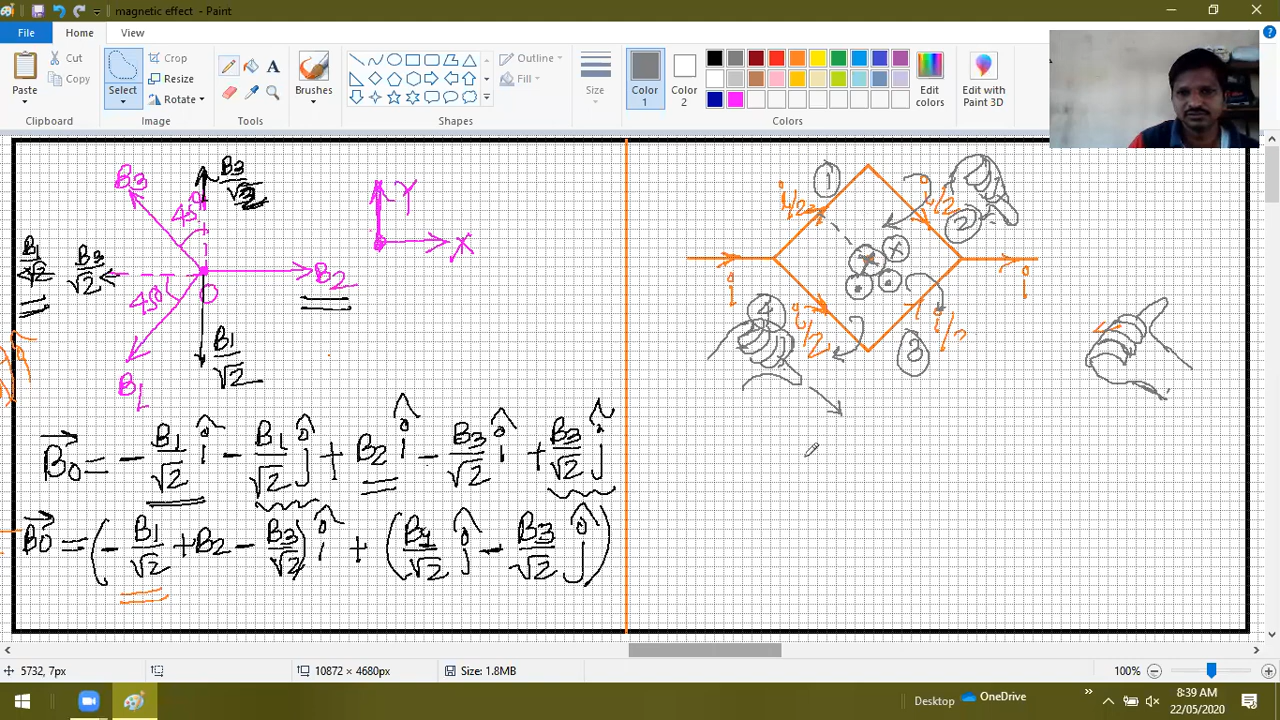 magnetic effect - Paint
File
Home
View
Cut
Copy
Paste
Clipboard
Crop
Resize
Rotate
Select
Image
Tools
Brushes
Outline
Fill
Shapes
Size
Color 1
Color 2
Edit colors
Edit with Paint 3D
Colors
B3
B3/√2
45°
B1/√2
B3/√2
O
B2
45°
B1
B1/√2
Y
X
B0 = - B1/√2 î - B1/√2 ĵ + B2 î - B3/√2 î + B3/√2 ĵ
B0 = (- B1/√2 + B2 - B3/√2) î + (B1/√2 ĵ - B3/√2 ĵ)
1
i/2
i/2
2
i
i
4
i/2
3
i/2
5732, 7px
10872 × 4680px
Size: 1.8MB
100%
Desktop
OneDrive
8:39 AM
22/05/2020